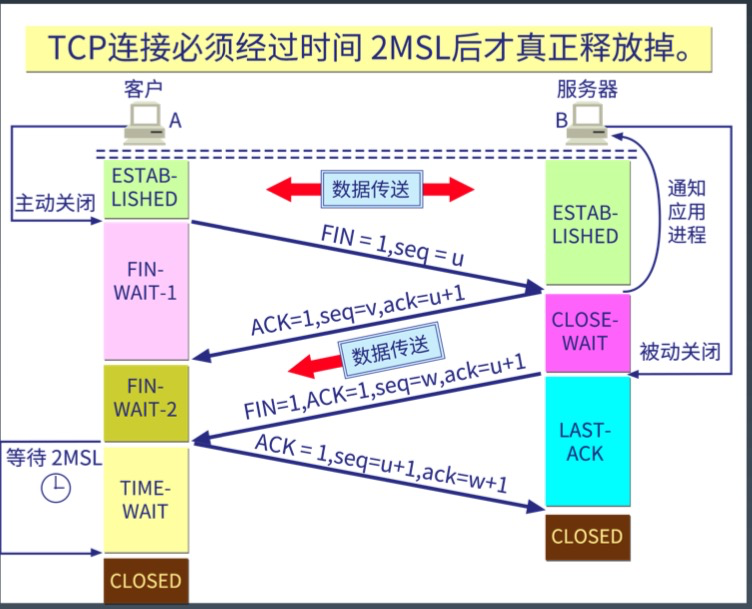 TCP连接必须经过时间 2MSL后才真正释放掉。
客户
服务器
A
B
ESTAB-
LISHED
数据传送
主动关闭
ESTAB-
LISHED
通知
应用
进程
FIN = 1,seq = u
FIN-
WAIT-1
ACK=1,seq=v,ack=u+1
CLOSE-
WAIT
数据传送
被动关闭
FIN-
WAIT-2
FIN=1,ACK=1,seq=w,ack=u+1
LAST-
ACK
等待 2MSL
ACK = 1,seq=u+1,ack=w+1
TIME-
WAIT
CLOSED
CLOSED